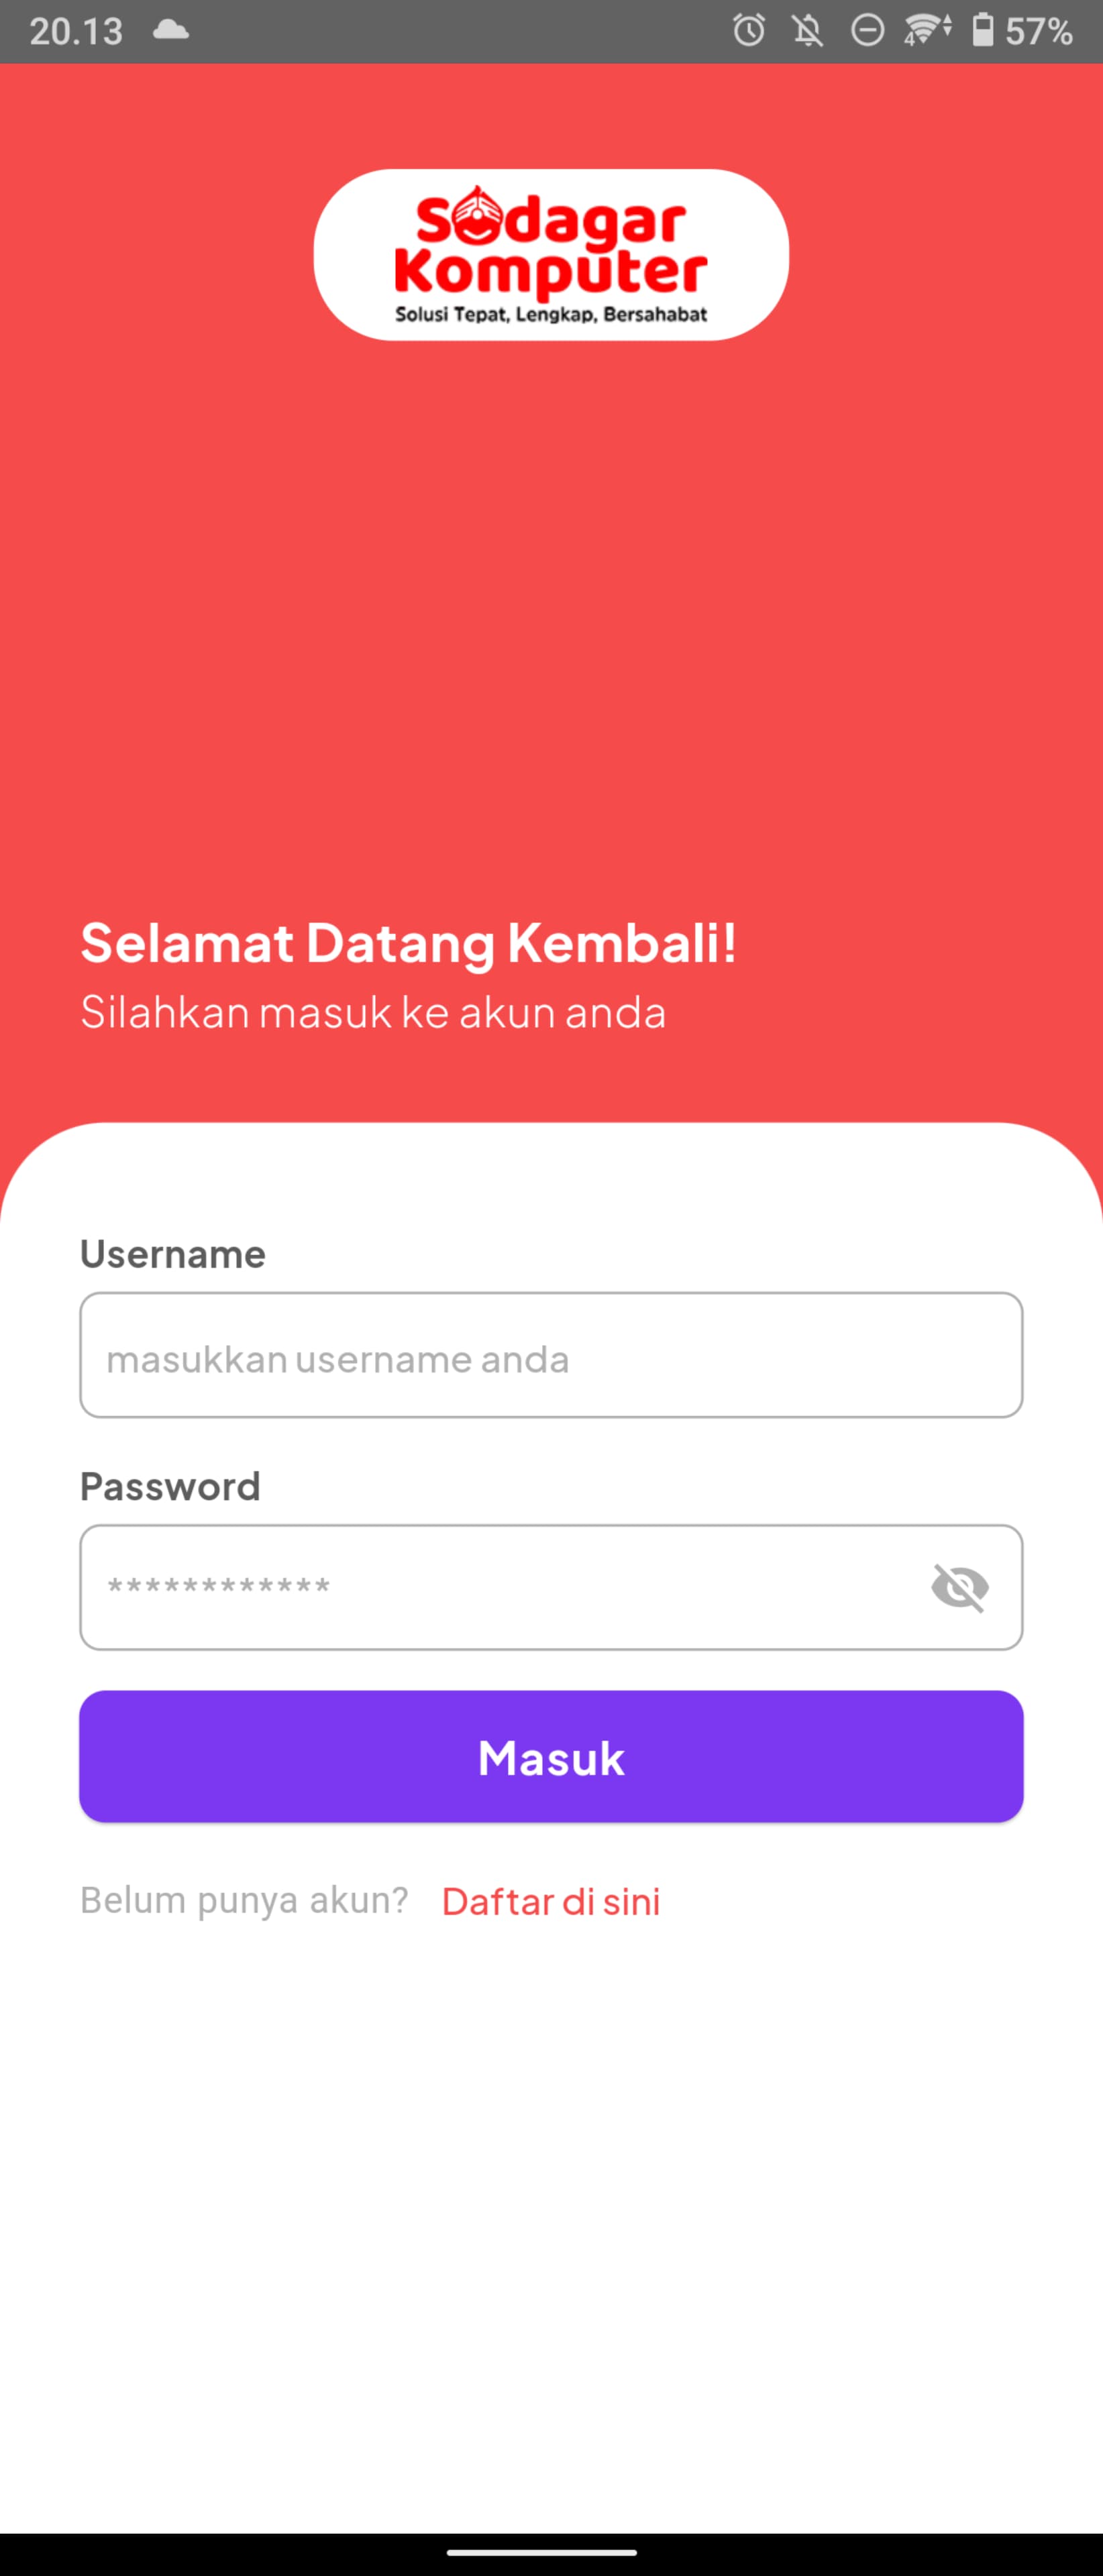 20.13
57%
Sodagar
Komputer
Solusi Tepat, Lengkap, Bersahabat
Selamat Datang Kembali!
Silahkan masuk ke akun anda
Username
masukkan username anda
Password
************
Masuk
Belum punya akun? Daftar di sini